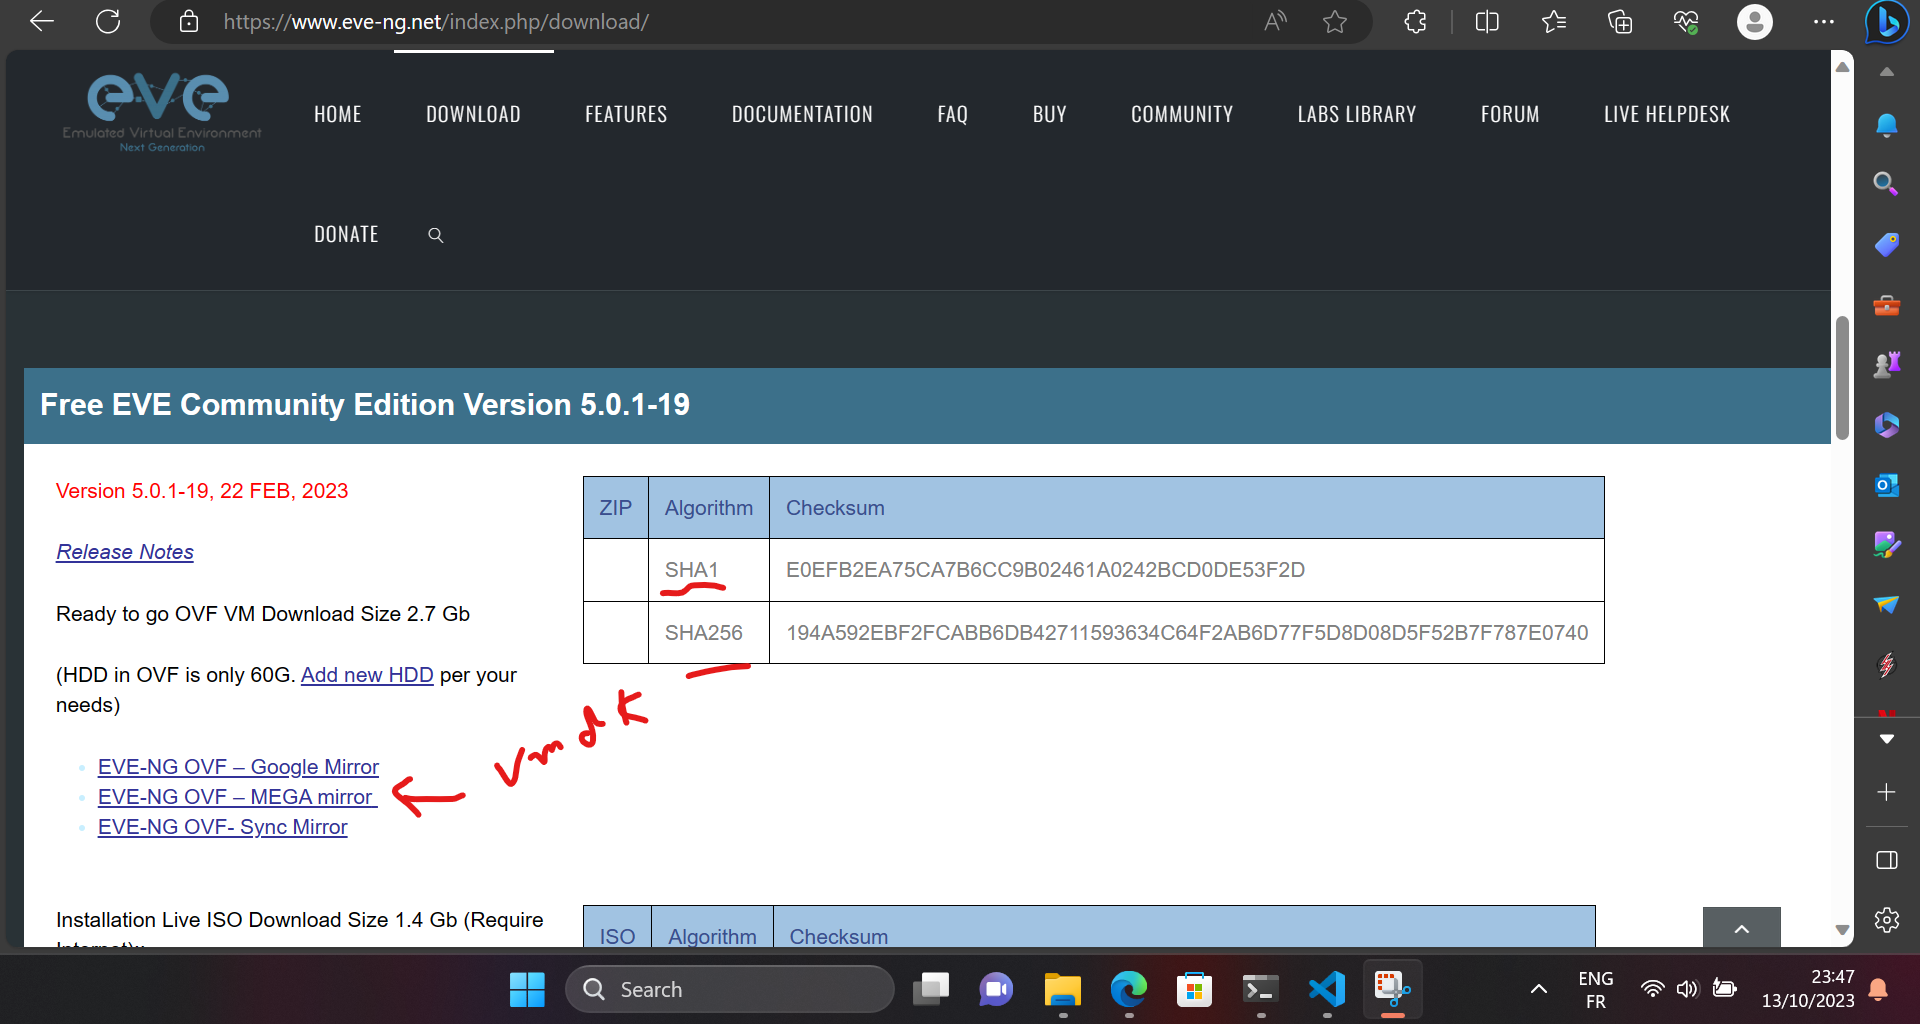 https://www.eve-ng.net/index.php/download/
eve
Emulated Virtual Environment
Next Generation
HOME DOWNLOAD FEATURES DOCUMENTATION FAQ BUY COMMUNITY LABS LIBRARY FORUM LIVE HELPDESK
DONATE
Free EVE Community Edition Version 5.0.1-19
Version 5.0.1-19, 22 FEB, 2023
Release Notes
Ready to go OVF VM Download Size 2.7 Gb
(HDD in OVF is only 60G. Add new HDD per your
needs)
EVE-NG OVF – Google Mirror
EVE-NG OVF – MEGA mirror
EVE-NG OVF- Sync Mirror
ZIP Algorithm Checksum
SHA1 E0EFB2EA75CA7B6CC9B02461A0242BCD0DE53F2D
SHA256 194A592EBF2FCABB6DB42711593634C64F2AB6D77F5D8D08D5F52B7F787E0740
vmdk
Installation Live ISO Download Size 1.4 Gb (Require
ISO Algorithm Checksum
Search
ENG
FR
23:47
13/10/2023